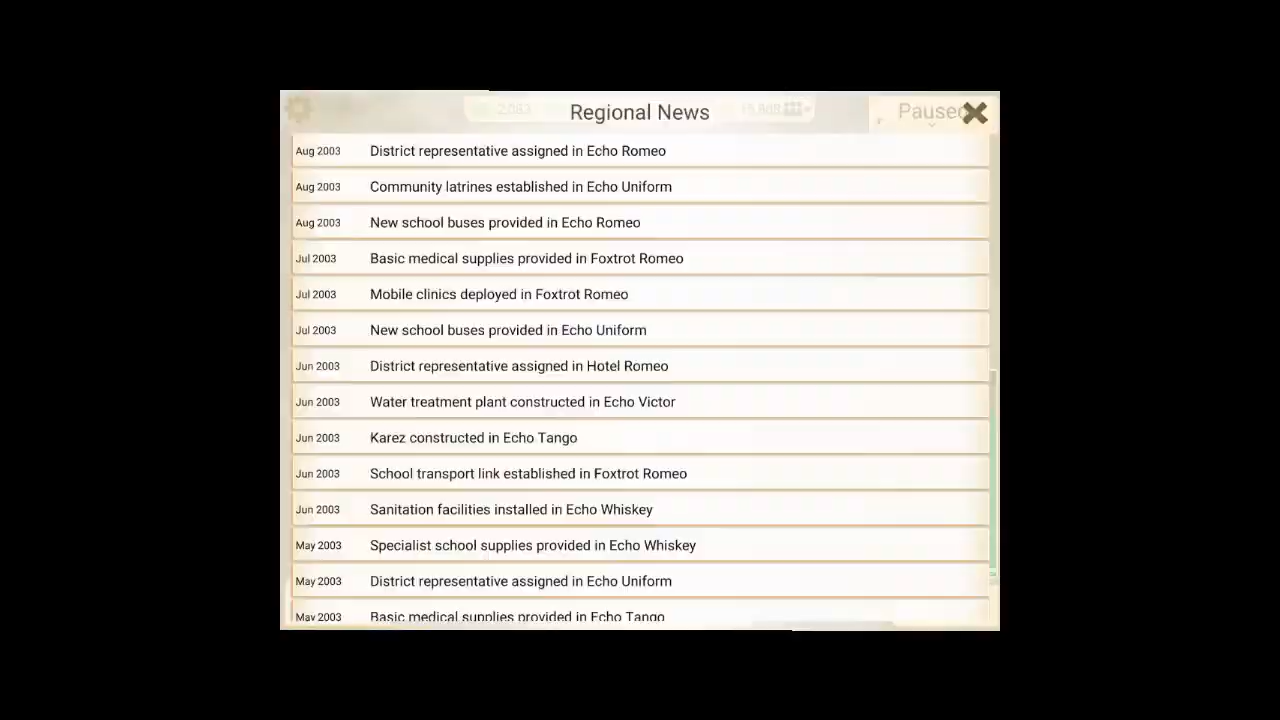 Regional News
Paused
Aug 2003 District representative assigned in Echo Romeo
Aug 2003 Community latrines established in Echo Uniform
Aug 2003 New school buses provided in Echo Romeo
Jul 2003 Basic medical supplies provided in Foxtrot Romeo
Jul 2003 Mobile clinics deployed in Foxtrot Romeo
Jul 2003 New school buses provided in Echo Uniform
Jun 2003 District representative assigned in Hotel Romeo
Jun 2003 Water treatment plant constructed in Echo Victor
Jun 2003 Karez constructed in Echo Tango
Jun 2003 School transport link established in Foxtrot Romeo
Jun 2003 Sanitation facilities installed in Echo Whiskey
May 2003 Specialist school supplies provided in Echo Whiskey
May 2003 District representative assigned in Echo Uniform
May 2003 Basic medical supplies provided in Echo Tango